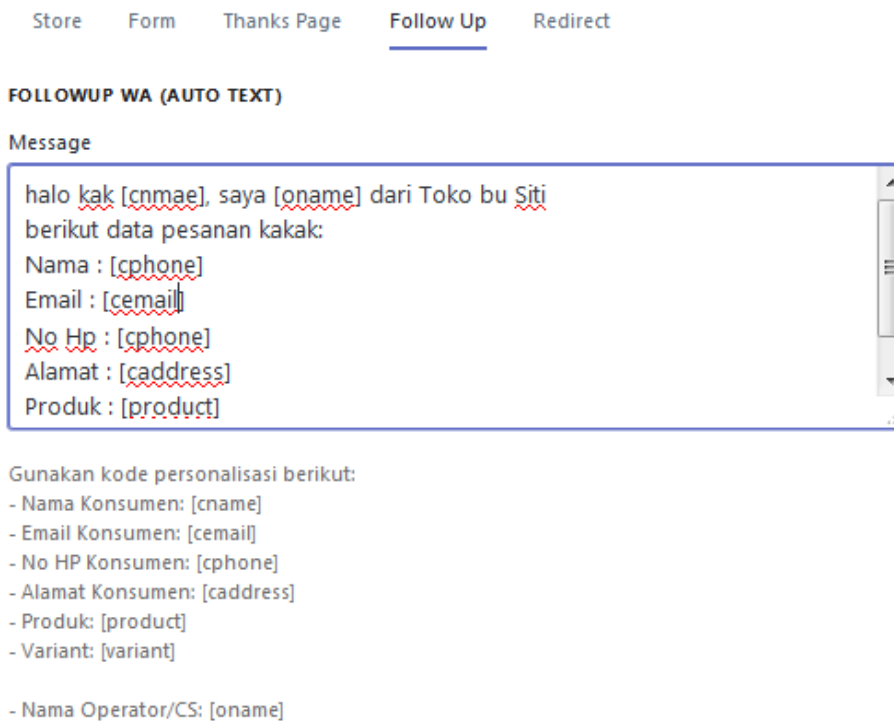 Store Form Thanks Page Follow Up Redirect
FOLLOWUP WA (AUTO TEXT)
Message
halo kak [cnmae], saya [oname] dari Toko bu Siti
berikut data pesanan kakak:
Nama : [cphone]
Email : [cemail]
No Hp : [cphone]
Alamat : [caddress]
Produk : [product]
Gunakan kode personalisasi berikut:
- Nama Konsumen: [cname]
- Email Konsumen: [cemail]
- No HP Konsumen: [cphone]
- Alamat Konsumen: [caddress]
- Produk: [product]
- Variant: [variant]
- Nama Operator/CS: [oname]